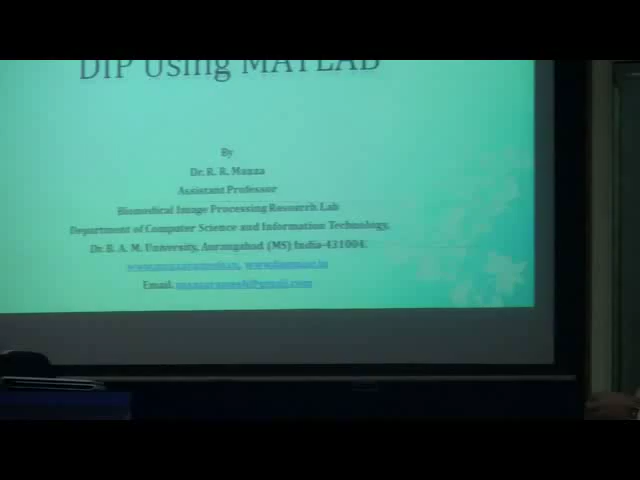 DIP Using MATLAB
By
Dr. R. R. Manza
Assistant Professor
Biomedical Image Processing Research Lab
Department of Computer Science and Information Technology,
Dr. B. A. M. University, Aurangabad (MS) India-431004.
Email.